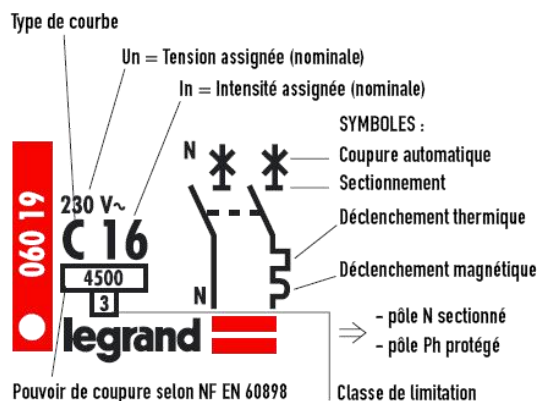 Type de courbe
Un = Tension assignée (nominale)
In = Intensité assignée (nominale)
SYMBOLES :
N
Coupure automatique
Sectionnement
230 V~
Déclenchement thermique
C 16
060 19
4500
Déclenchement magnétique
N
3
legrand
- pôle N sectionné
- pôle Ph protégé
Pouvoir de coupure selon NF EN 60898
Classe de limitation